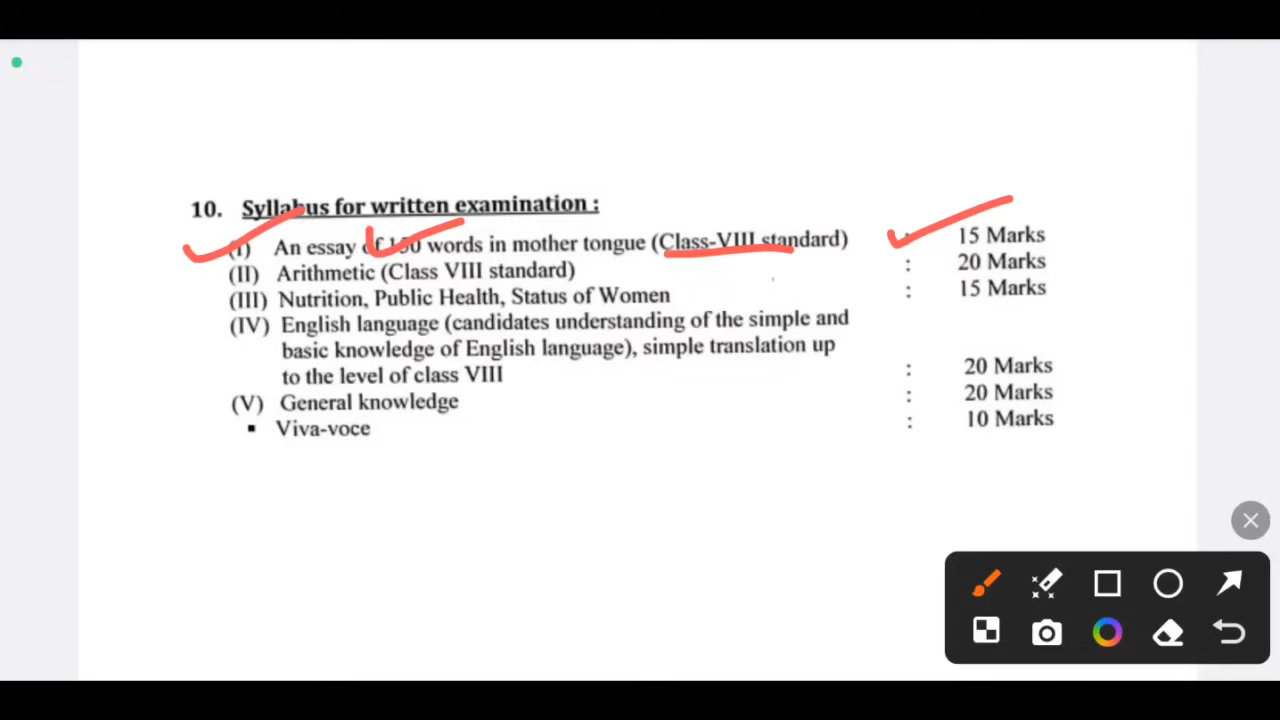 10. Syllabus for written examination :
(I) An essay of 150 words in mother tongue (Class-VIII standard) : 15 Marks
(II) Arithmetic (Class VIII standard) : 20 Marks
(III) Nutrition, Public Health, Status of Women : 15 Marks
(IV) English language (candidates understanding of the simple and
basic knowledge of English language), simple translation up
to the level of class VIII : 20 Marks
(V) General knowledge : 20 Marks
▪ Viva-voce : 10 Marks